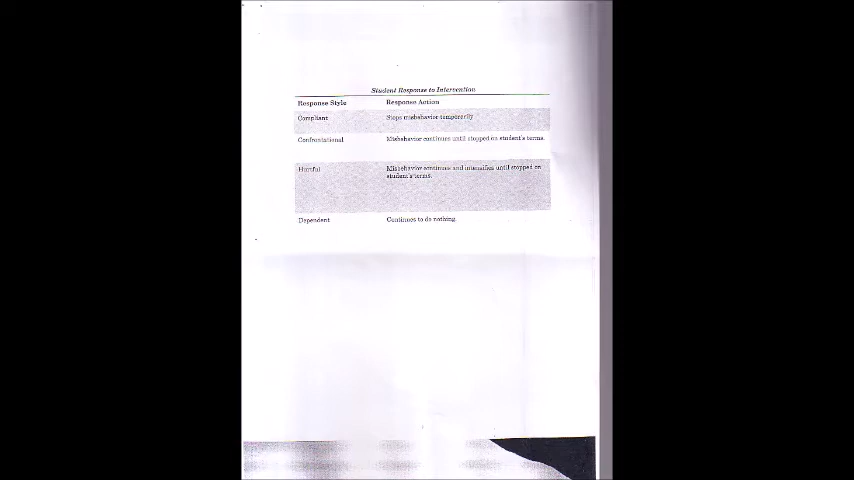 Student Response to Intervention
Response Style Response Action
Compliant Stops misbehavior temporarily
Confrontational Misbehavior continues until stopped on student's terms.
Hurtful Misbehavior continues and intensifies until stopped on
student's terms.
Dependent Continues to do nothing.